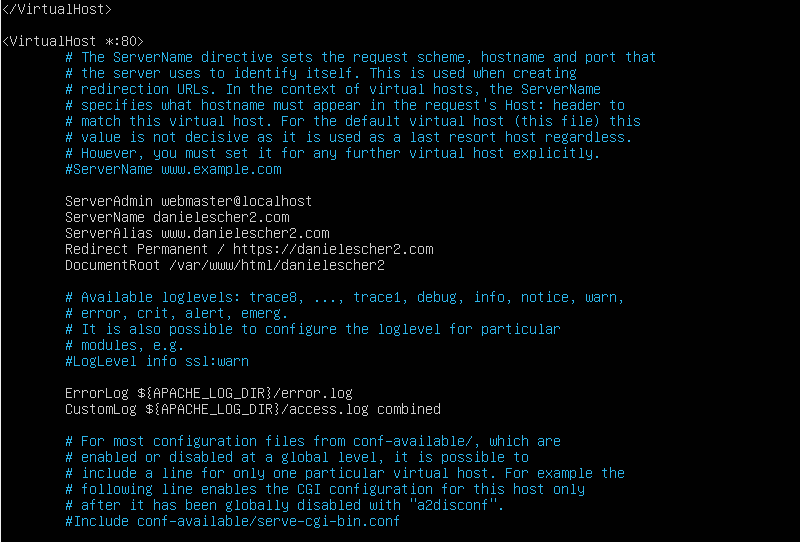 </VirtualHost>
<VirtualHost *:80>
# The ServerName directive sets the request scheme, hostname and port that
# the server uses to identify itself. This is used when creating
# redirection URLs. In the context of virtual hosts, the ServerName
# specifies what hostname must appear in the request's Host: header to
# match this virtual host. For the default virtual host (this file) this
# value is not decisive as it is used as a last resort host regardless.
# However, you must set it for any further virtual host explicitly.
#ServerName www.example.com
ServerAdmin webmaster@localhost
ServerName danielescher2.com
ServerAlias www.danielescher2.com
Redirect Permanent / https://danielescher2.com
DocumentRoot /var/www/html/danielescher2
# Available loglevels: trace8, ..., trace1, debug, info, notice, warn,
# error, crit, alert, emerg.
# It is also possible to configure the loglevel for particular
# modules, e.g.
#LogLevel info ssl:warn
ErrorLog ${APACHE_LOG_DIR}/error.log
CustomLog ${APACHE_LOG_DIR}/access.log combined
# For most configuration files from conf-available/, which are
# enabled or disabled at a global level, it is possible to
# include a line for only one particular virtual host. For example the
# following line enables the CGI configuration for this host only
# after it has been globally disabled with "a2disconf".
#Include conf-available/serve-cgi-bin.conf